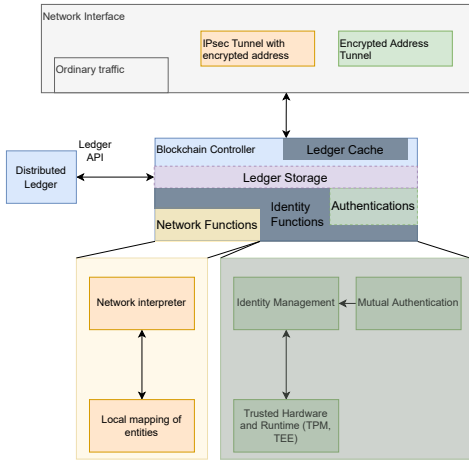 Network Interface
IPsec Tunnel with
encrypted address
Encrypted Address
Tunnel
Ordinary traffic
Ledger
API
Blockchain Controller
Ledger Cache
Distributed
Ledger
Ledger Storage
Identity
Functions
Authentications
Network Functions
Network interpreter
Identity Management
Mutual Authentication
Local mapping of
entities
Trusted Hardware
and Runtime (TPM,
TEE)